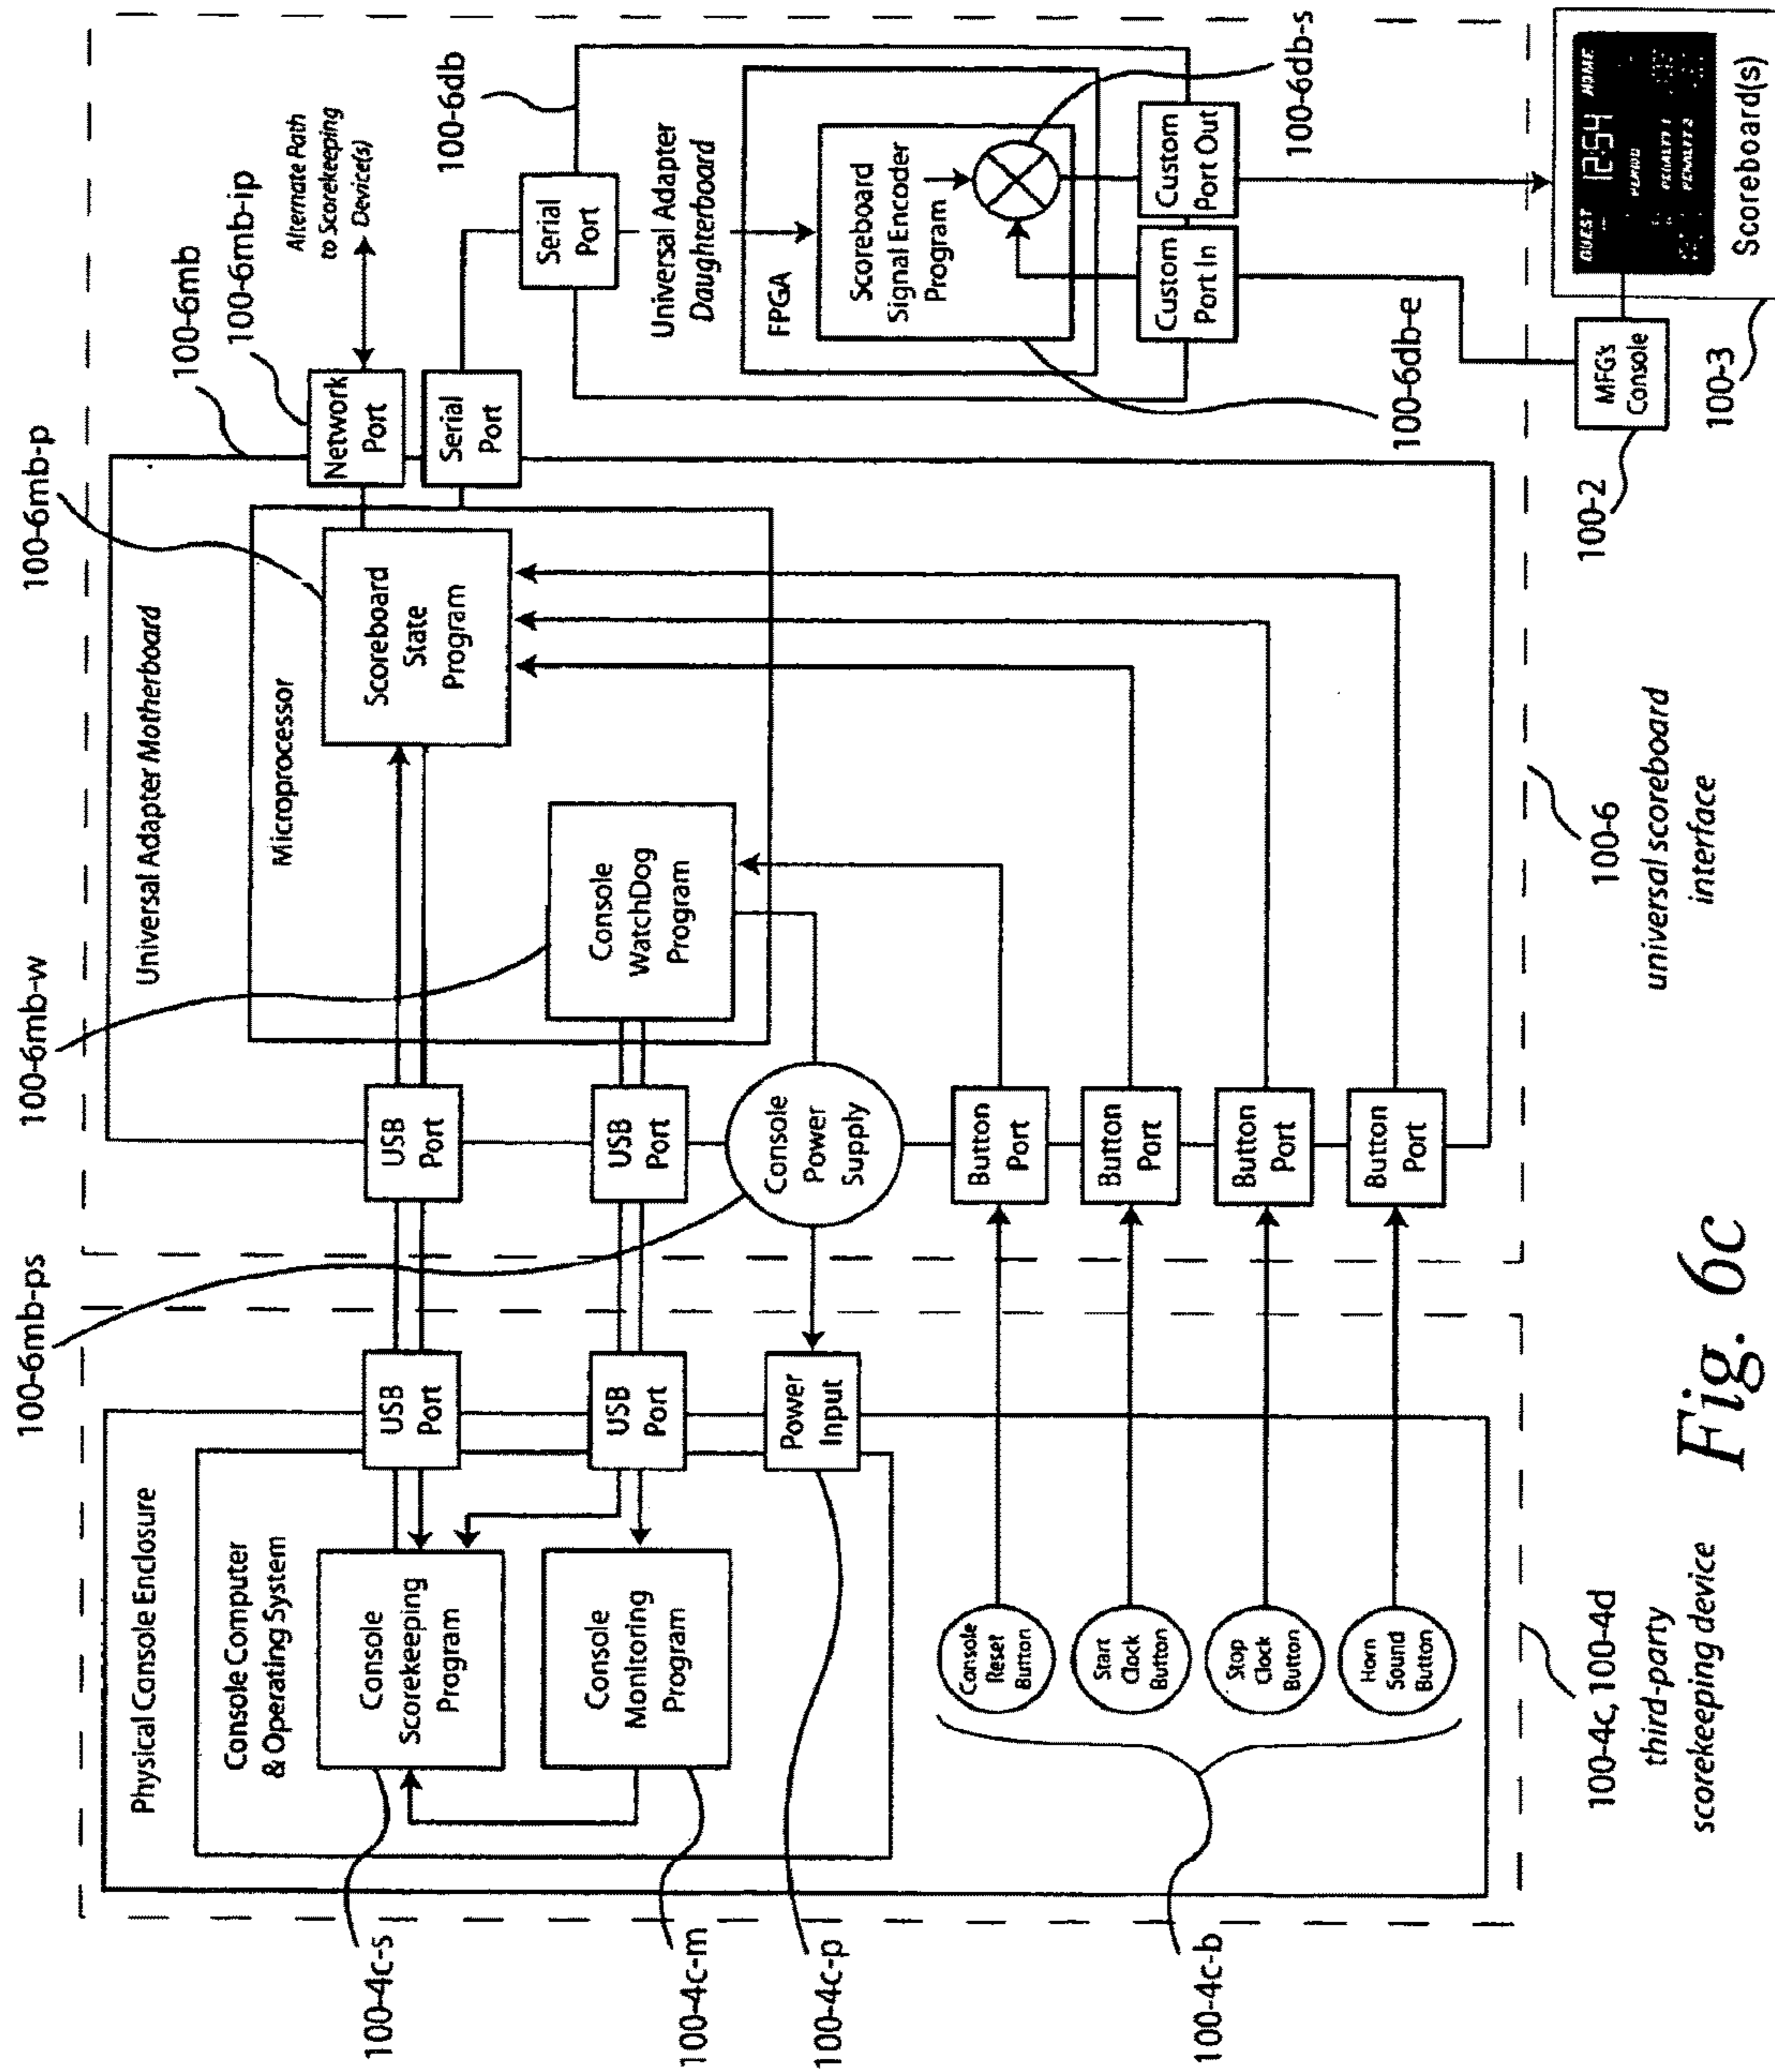 100-6mb-ps
100-6mb-w
100-6mb-p
100-6mb
100-6mb-ip
Alternate Path
to Scorekeeping
Device(s)
100-6db
Physical Console Enclosure
Console Computer
& Operating System
Console
Scorekeeping
Program
Console
Monitoring
Program
USB
Port
USB
Port
Power
Input
Console
Reset
Button
Start
Clock
Button
Stop
Clock
Button
Horn
Sound
Button
100-4c-s
100-4c-m
100-4c-p
100-4c-b
100-4c, 100-4d
third-party
scorekeeping device
Universal Adapter Motherboard
Microprocessor
USB
Port
USB
Port
Console
Power
Supply
Button
Port
Button
Port
Button
Port
Button
Port
Console
WatchDog
Program
Scoreboard
State
Program
Network
Port
Serial
Port
Serial
Port
Universal Adapter
Daughterboard
FPGA
Scoreboard
Signal Encoder
Program
Custom
Port In
Custom
Port Out
100-6db-e
100-6db-s
100-6
universal scoreboard
interface
MFG's
Console
100-2
GUEST 12:54 HOME
PERIOD
PENALTY
PENALTY
Scoreboard(s)
100-3
Fig. 6c